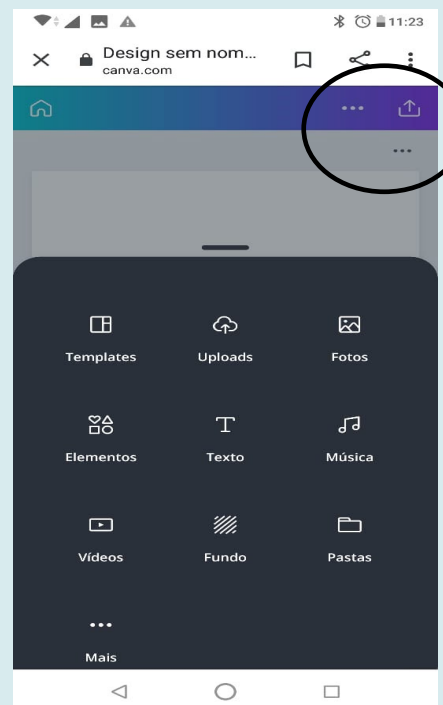 11:23
Design sem nom...
canva.com
Templates Uploads Fotos
Elementos Texto Música
Vídeos Fundo Pastas
Mais